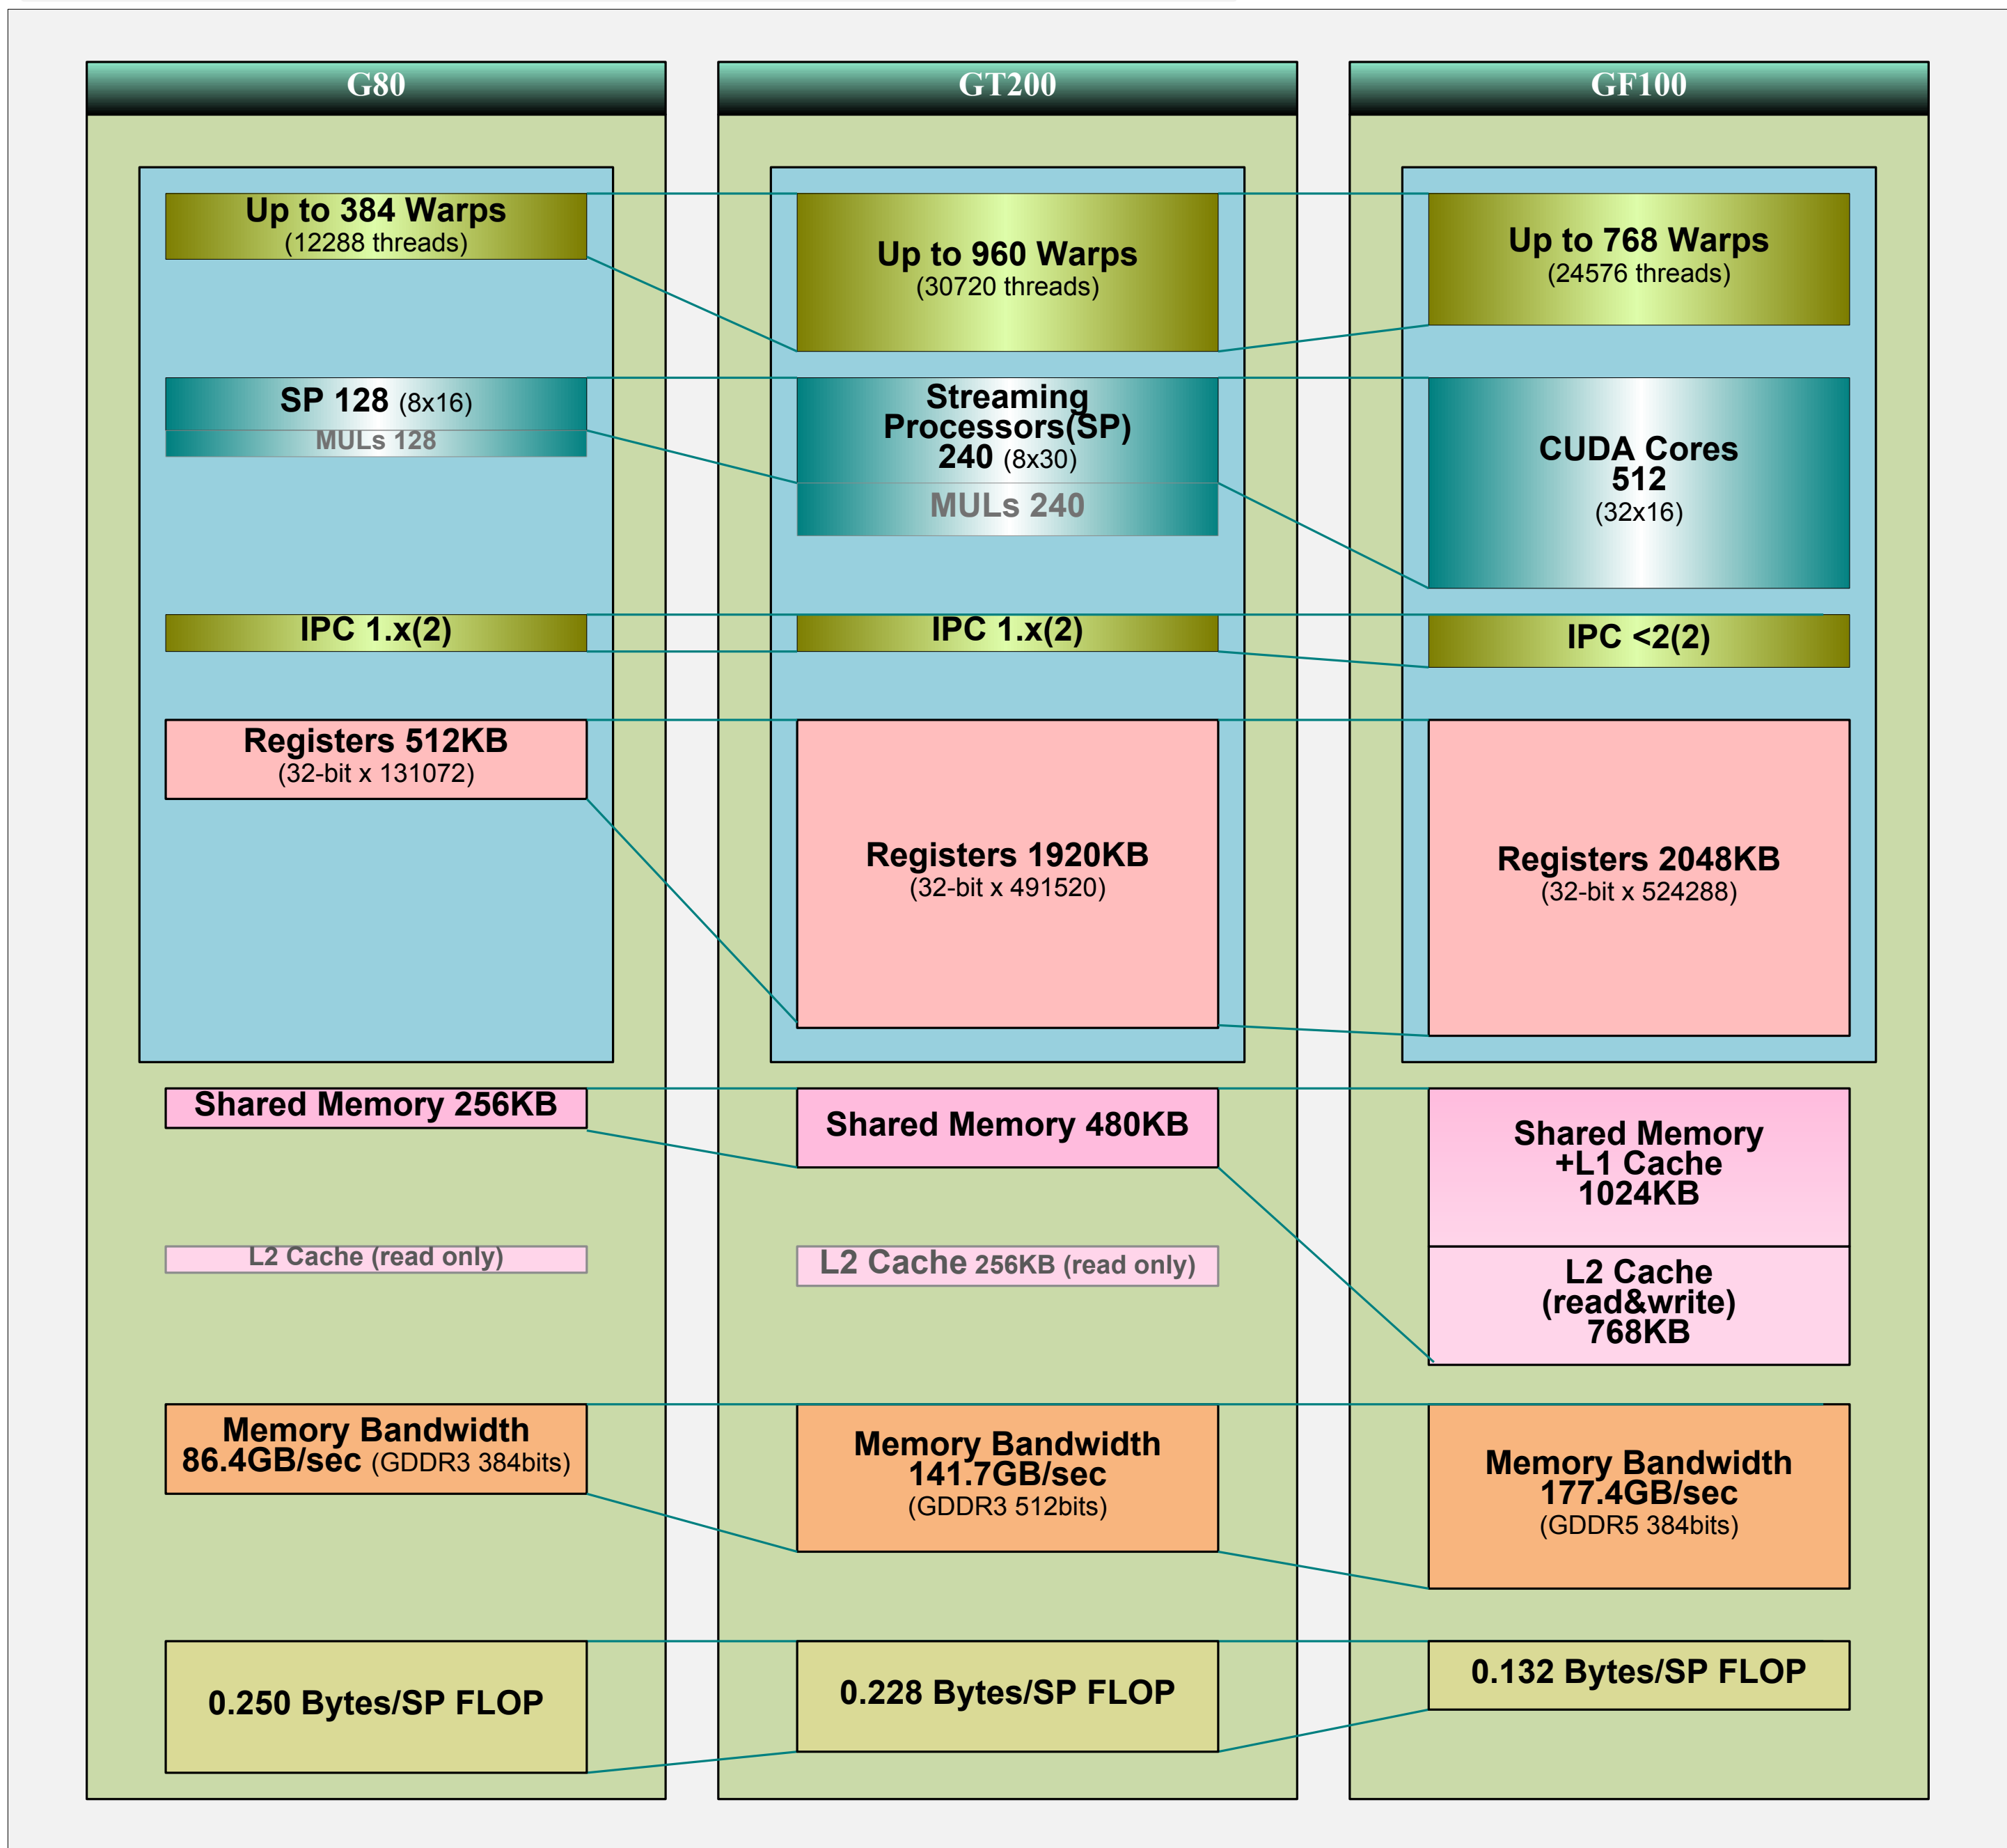 G80
Up to 384 Warps
(12288 threads)
SP 128 (8x16)
MULs 128
IPC 1.x(2)
Registers 512KB
(32-bit x 131072)
Shared Memory 256KB
L2 Cache (read only)
Memory Bandwidth
86.4GB/sec (GDDR3 384bits)
0.250 Bytes/SP FLOP
GT200
Up to 960 Warps
(30720 threads)
Streaming
Processors(SP)
240 (8x30)
MULs 240
IPC 1.x(2)
Registers 1920KB
(32-bit x 491520)
Shared Memory 480KB
L2 Cache 256KB (read only)
Memory Bandwidth
141.7GB/sec
(GDDR3 512bits)
0.228 Bytes/SP FLOP
GF100
Up to 768 Warps
(24576 threads)
CUDA Cores
512
(32x16)
IPC <2(2)
Registers 2048KB
(32-bit x 524288)
Shared Memory
+L1 Cache
1024KB
L2 Cache
(read&write)
768KB
Memory Bandwidth
177.4GB/sec
(GDDR5 384bits)
0.132 Bytes/SP FLOP